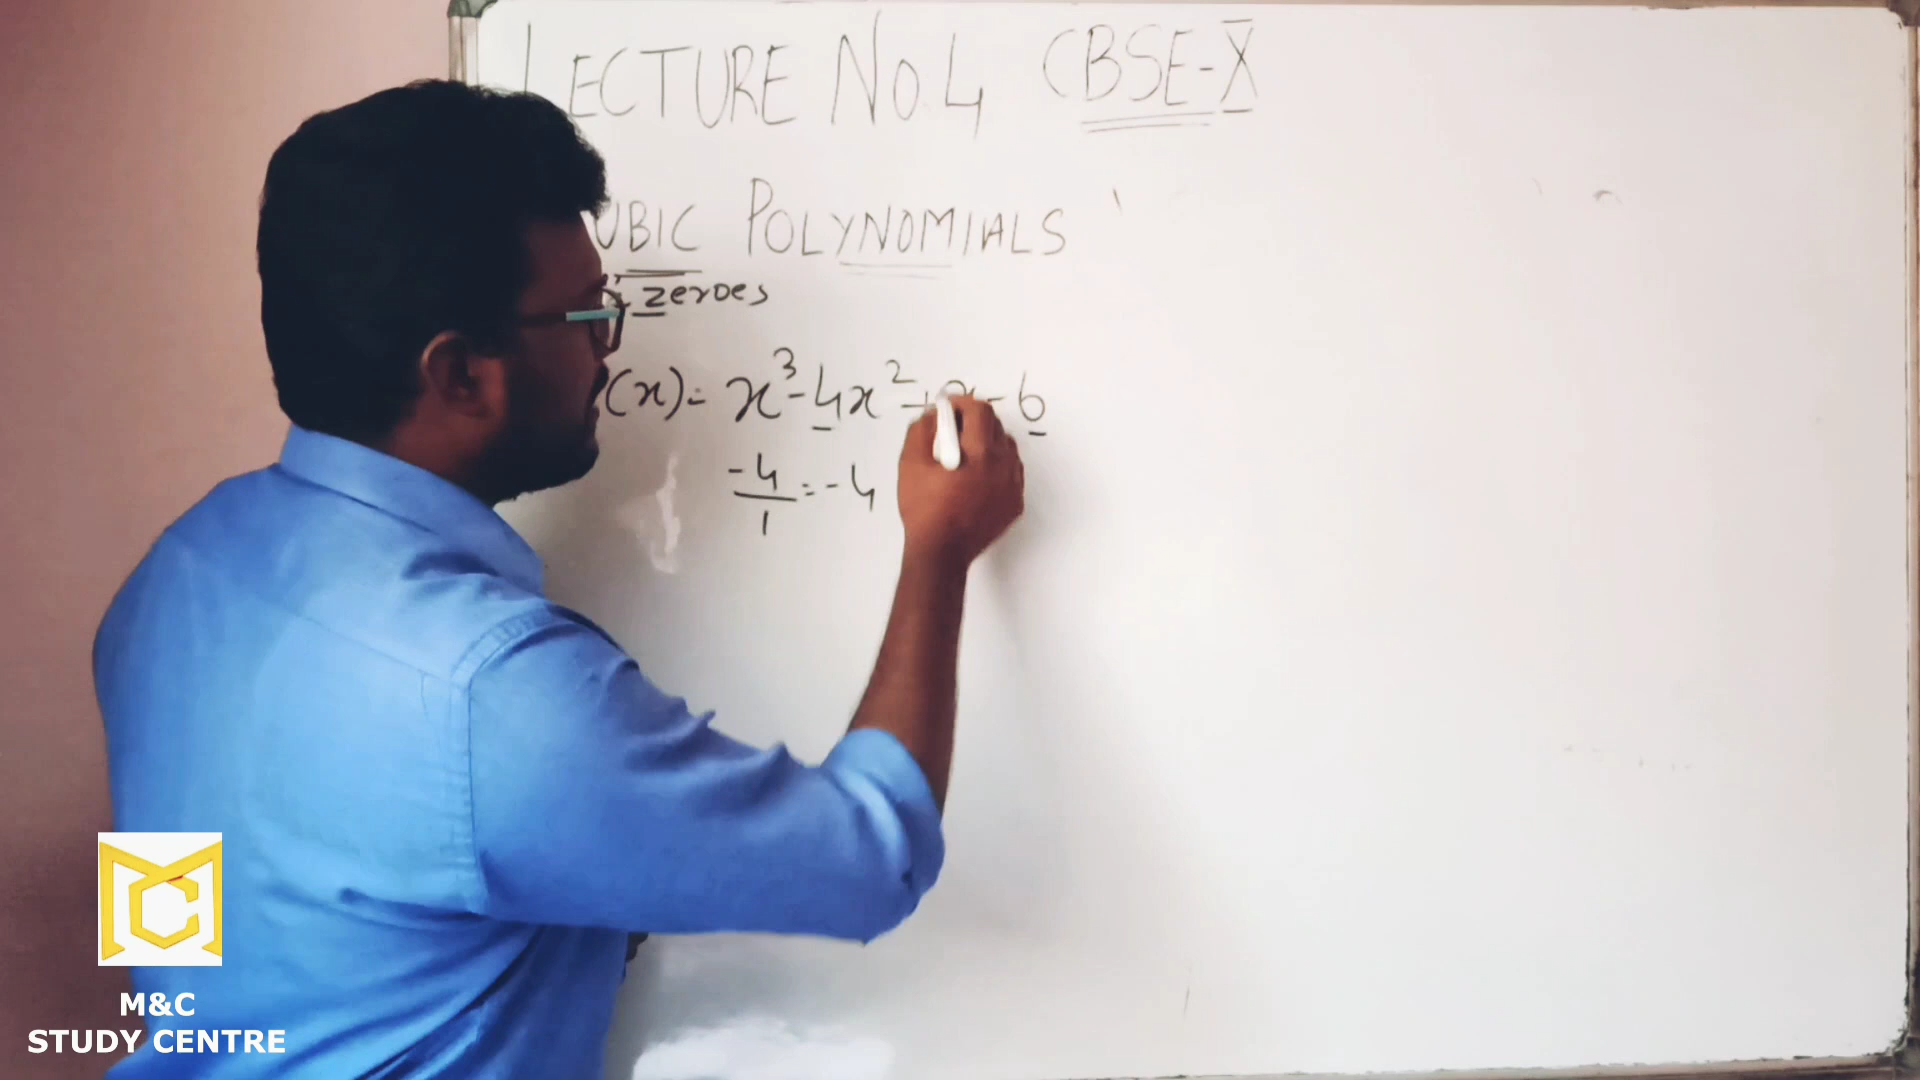 LECTURE No.4 CBSE-X
UBIC POLYNOMIALS
zeroes
(x)= x³-4x²+x-6
-4/1=-4
M&C
STUDY CENTRE